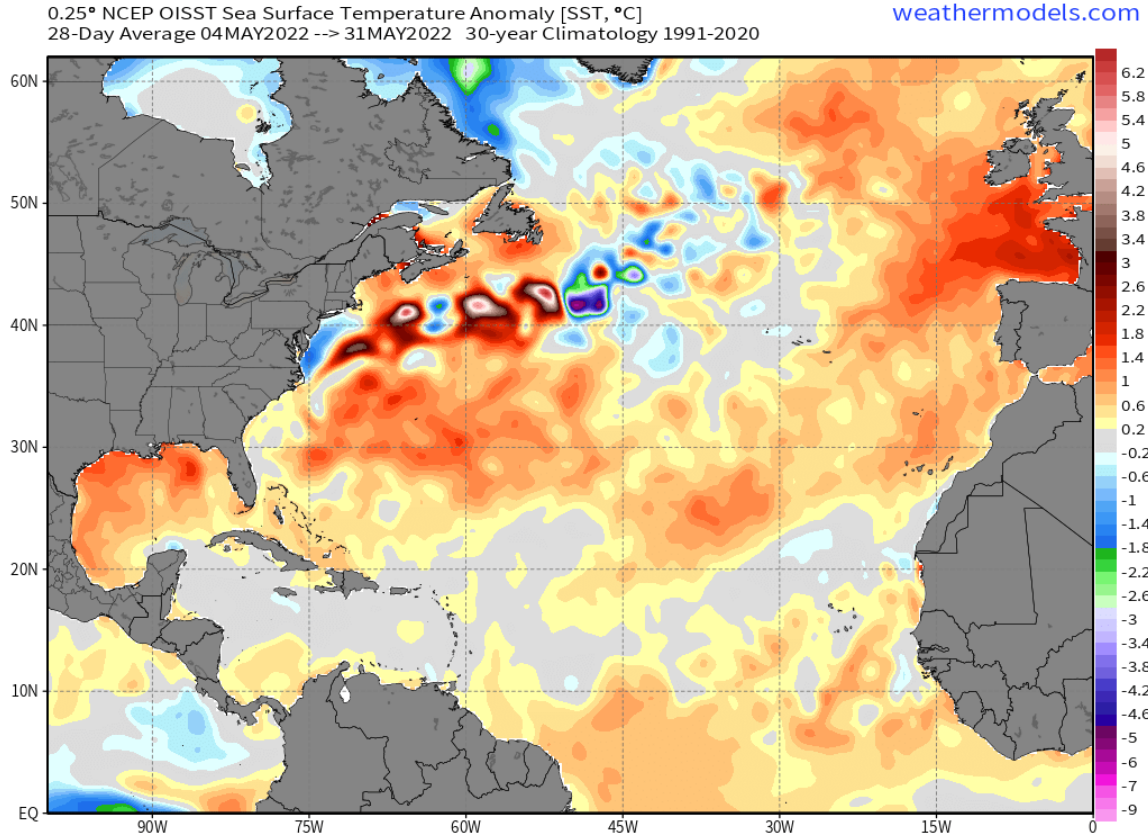 0.25° NCEP OISST Sea Surface Temperature Anomaly [SST, °C]
weathermodels.com
28-Day Average 04MAY2022 --> 31MAY2022 30-year Climatology 1991-2020
60N
50N
40N
30N
20N
10N
EQ
90W
75W
60W
45W
30W
15W
0
6.2
5.8
5.4
5
4.6
4.2
3.8
3.4
3
2.6
2.2
1.8
1.4
1
0.6
0.2
-0.2
-0.6
-1
-1.4
-1.8
-2.2
-2.6
-3
-3.4
-3.8
-4.2
-4.6
-5
-6
-7
-9